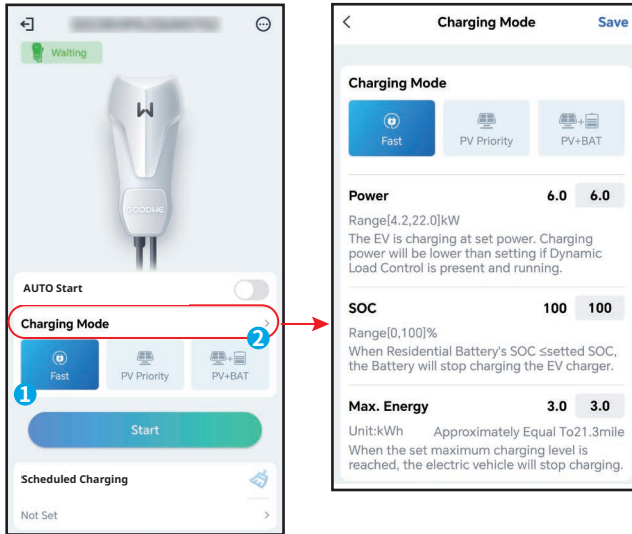 Waiting
GOODWE
AUTO Start
Charging Mode
2
Fast
PV Priority
PV+BAT
1
Start
Scheduled Charging
Not Set
Charging Mode
Save
Charging Mode
Fast
PV Priority
PV+BAT
Power 6.0 6.0
Range[4.2,22.0]kW
The EV is charging at set power. Charging
power will be lower than setting if Dynamic
Load Control is present and running.
SOC 100 100
Range[0,100]%
When Residential Battery's SOC ≤setted SOC,
the Battery will stop charging the EV charger.
Max. Energy 3.0 3.0
Unit:kWh Approximately Equal To21.3mile
When the set maximum charging level is
reached, the electric vehicle will stop charging.